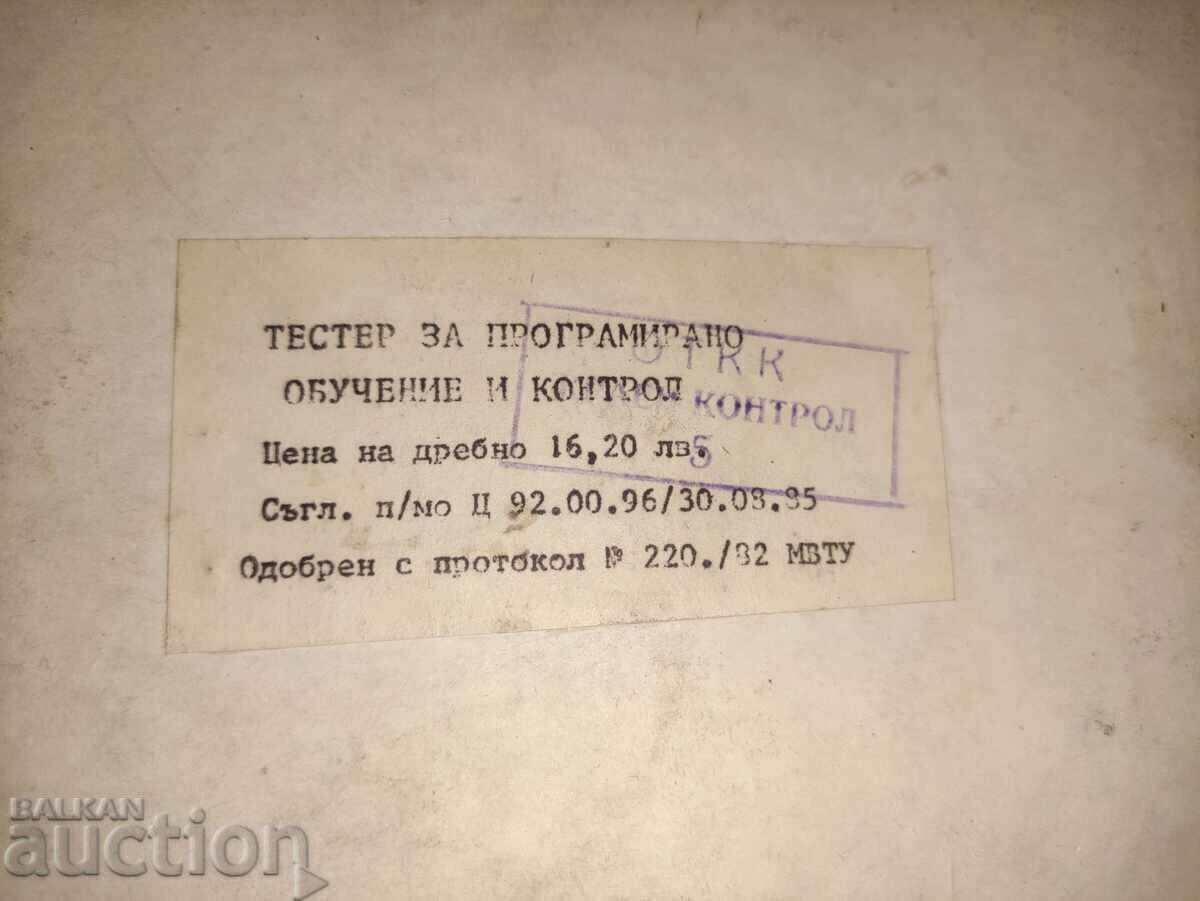 ТЕСТЕР ЗА ПРОГРАМИРАНО
ОБУЧЕНИЕ И КОНТРОЛ
Цена на дребно 16,20 лв.
Съгл. п/мо Ц 92.00.96/30.08.85
Одобрен с протокол № 220./82 МВТУ
ОТКК
КОНТРОЛ
5
BALKAN
auction